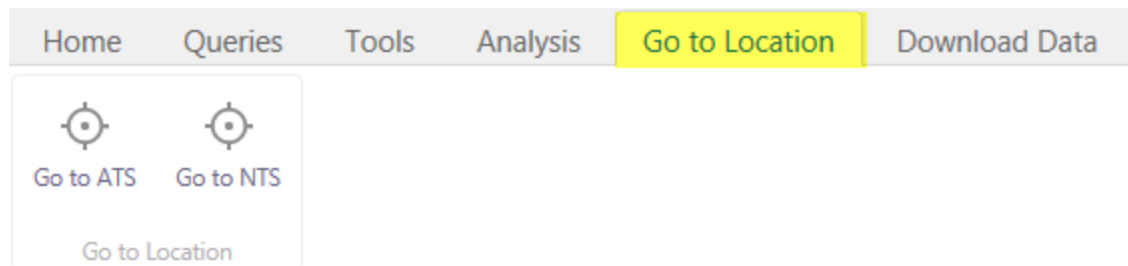 Home Queries Tools Analysis Go to Location Download Data
Go to ATS Go to NTS
Go to Location